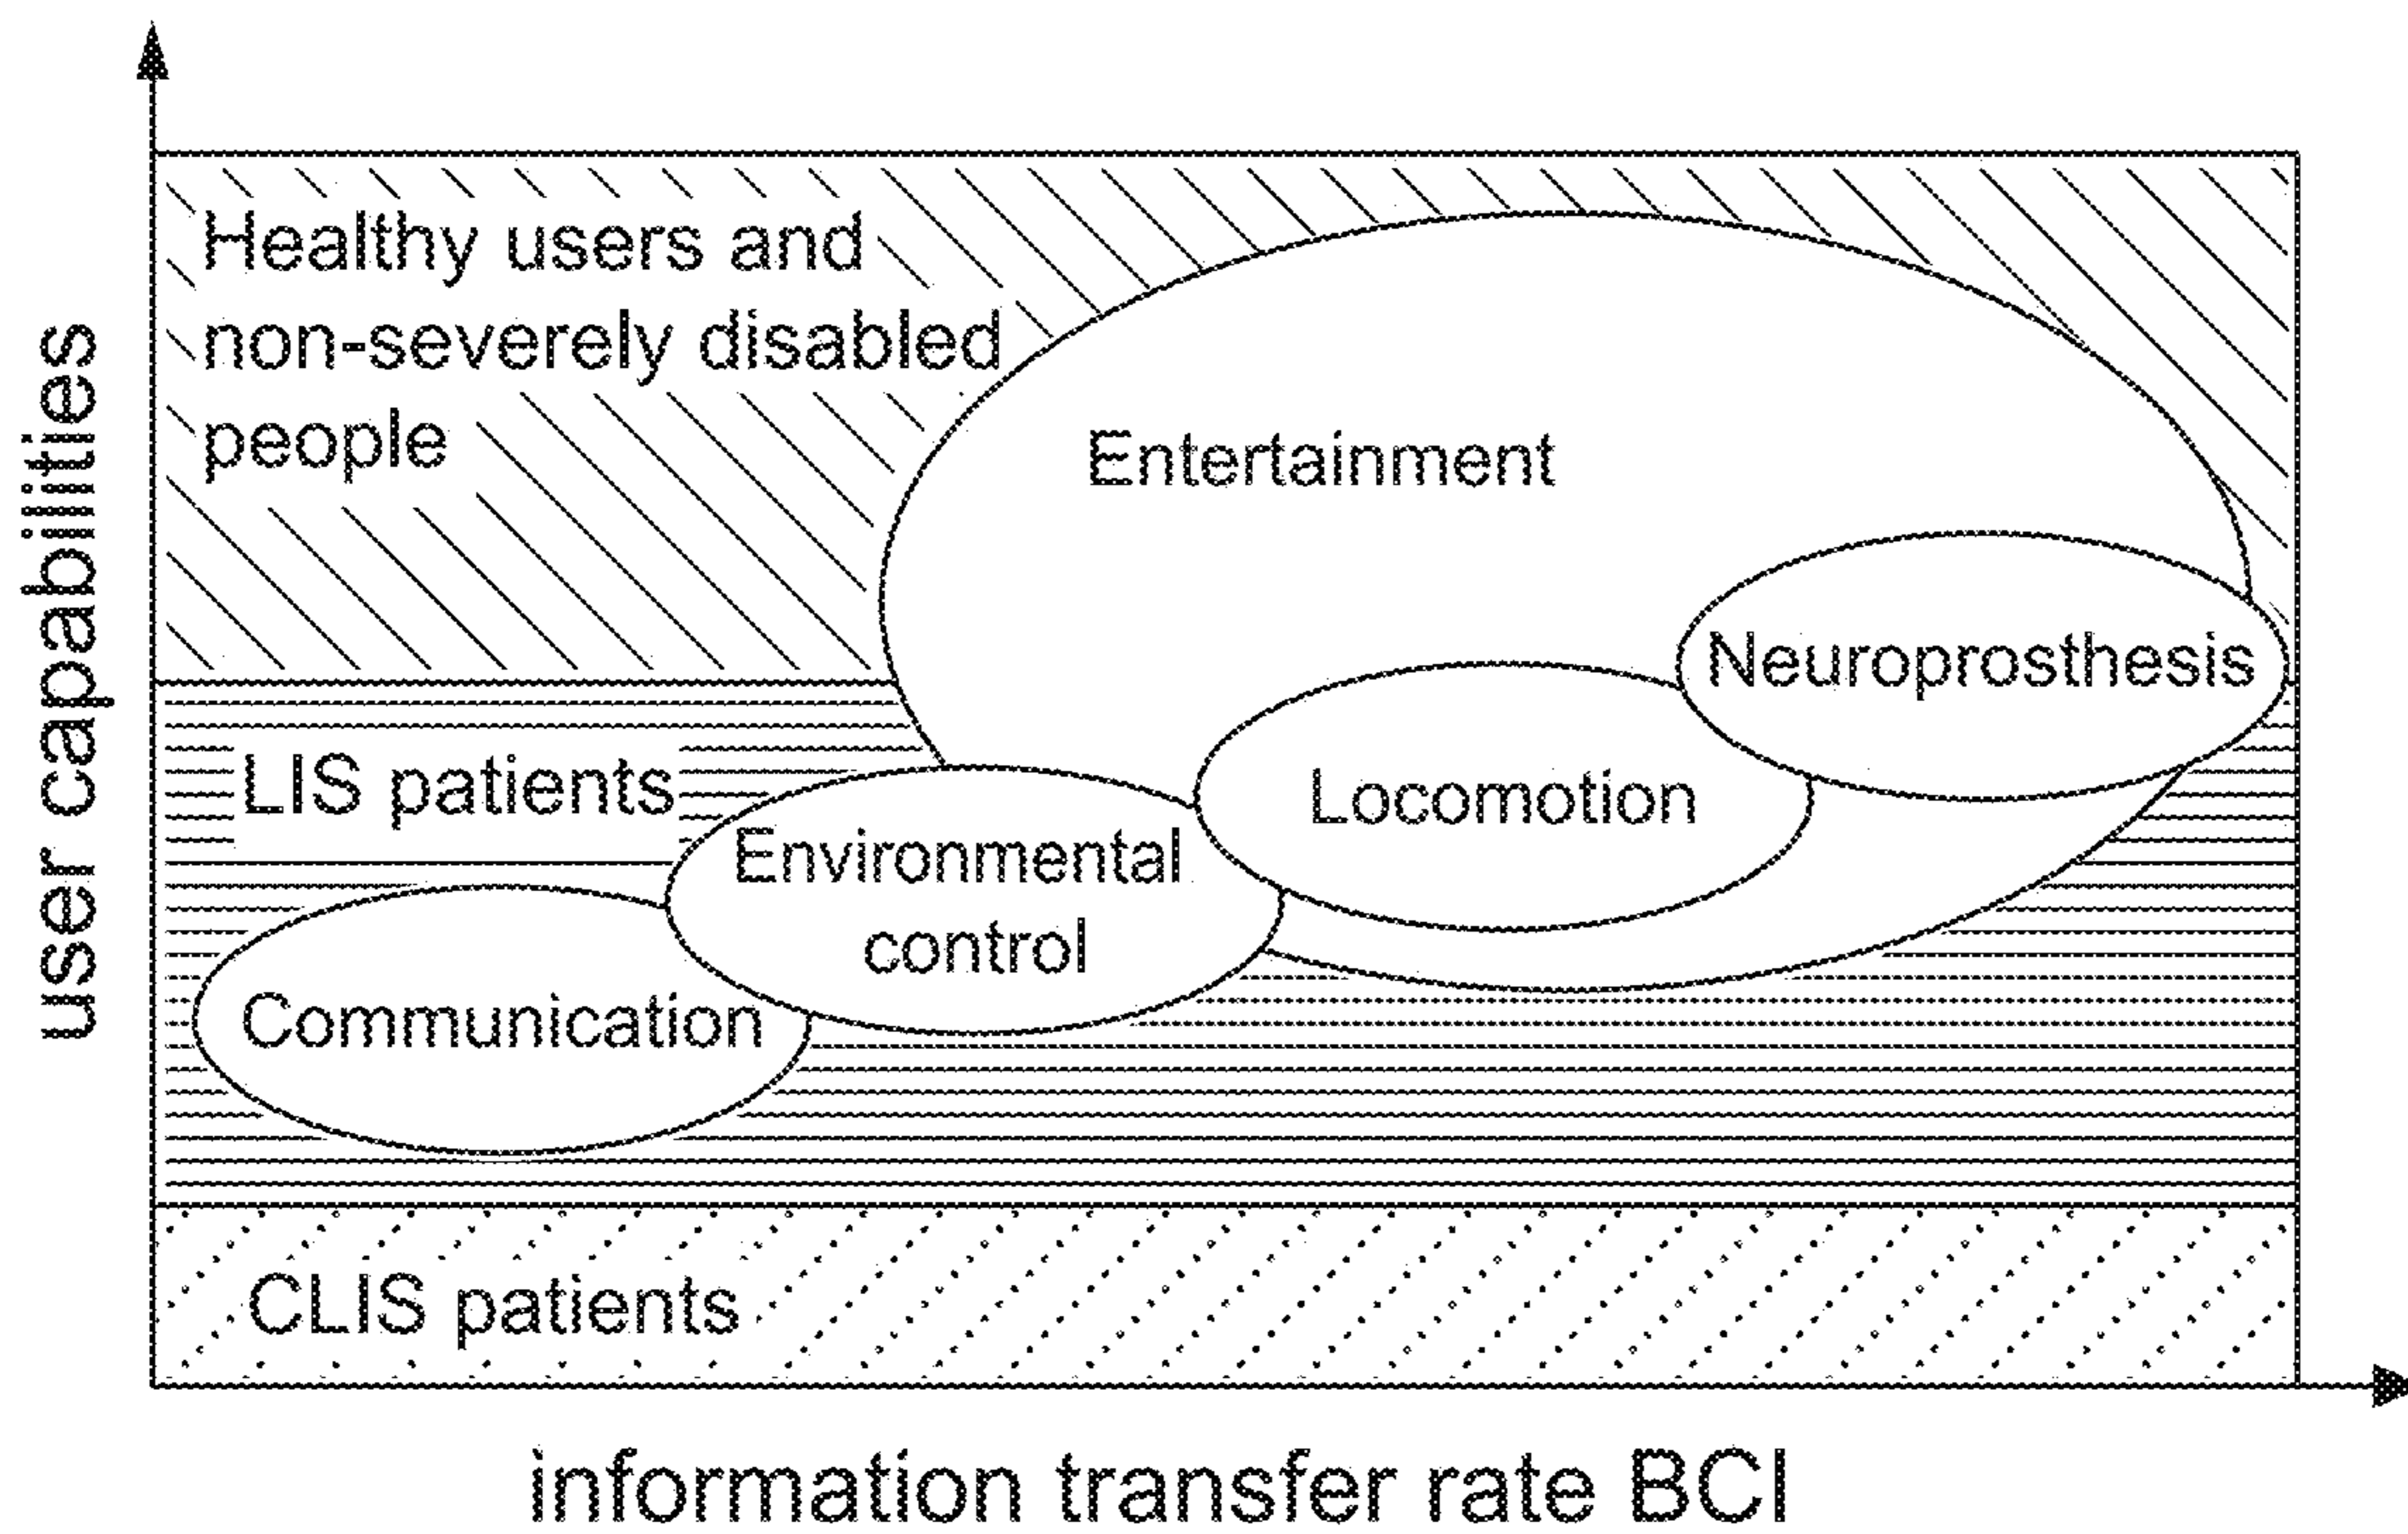 user capabilities
Healthy users and
non-severely disabled
people
Entertainment
Neuroprosthesis
LIS patients
Locomotion
Environmental
control
Communication
CLIS patients
information transfer rate BCI